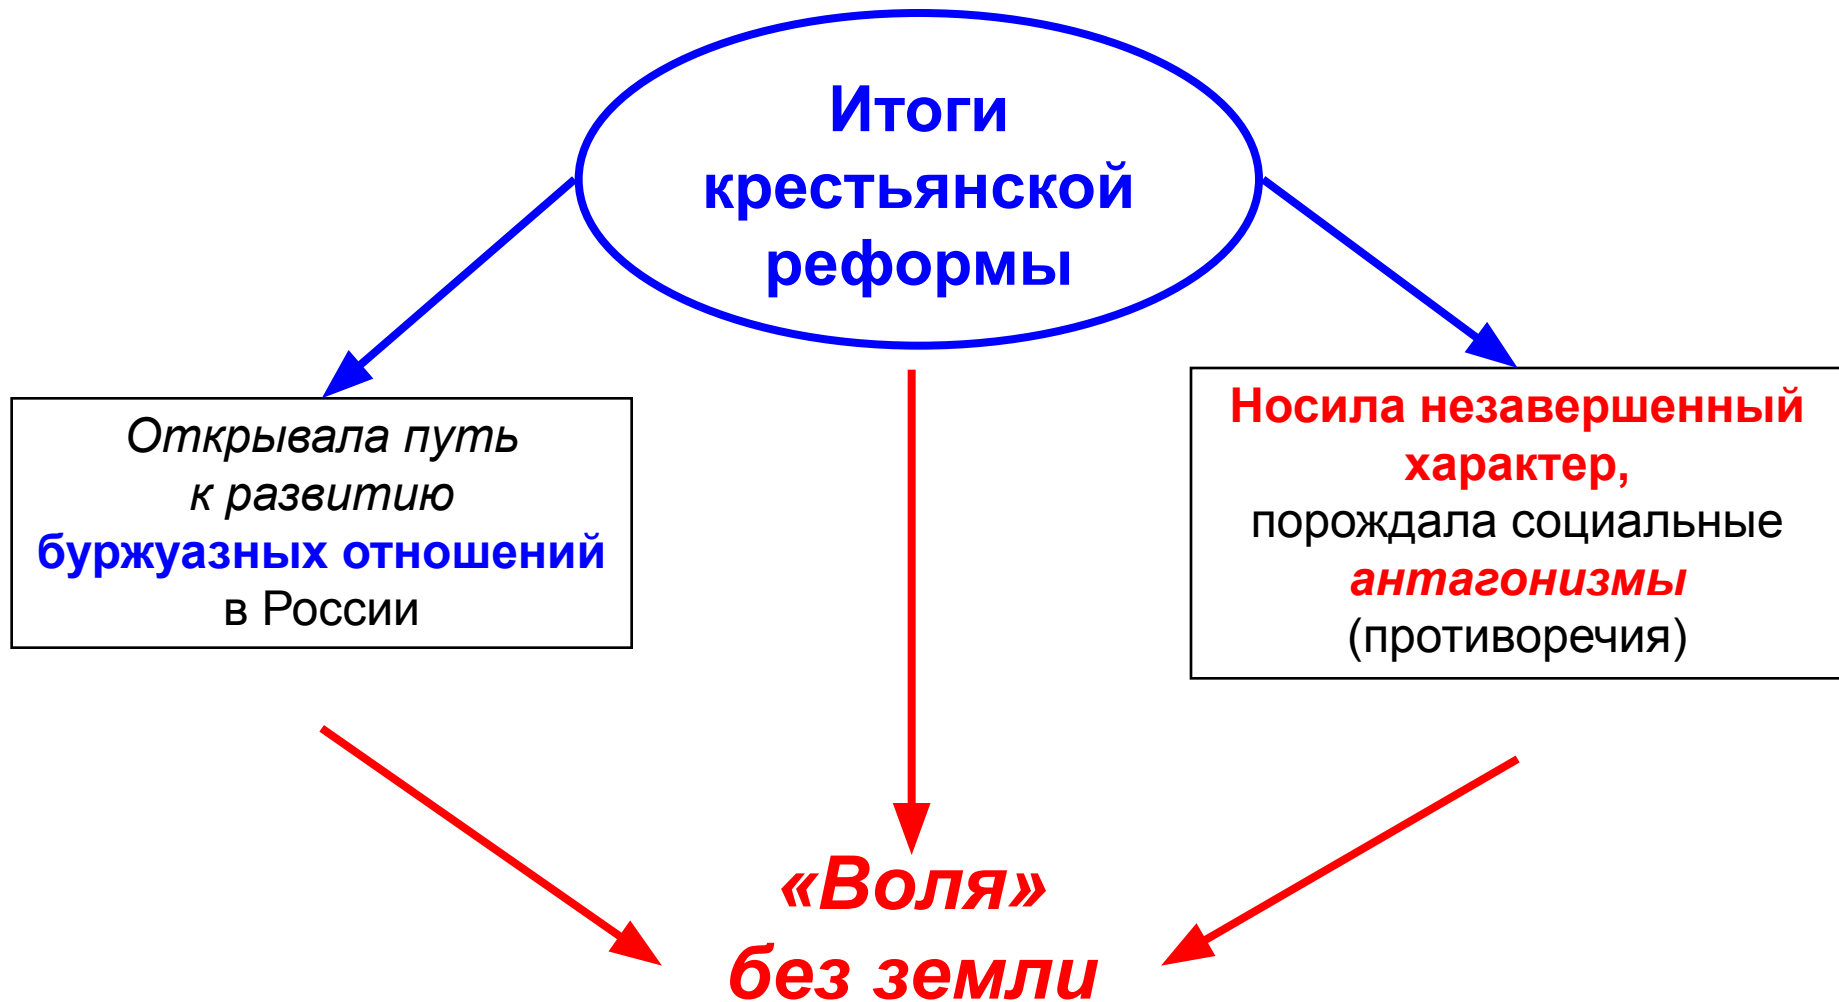 Итоги
крестьянской
реформы
Открывала путь
к развитию
буржуазных отношений
в России
Носила незавершенный
характер,
порождала социальные
антагонизмы
(противоречия)
«Воля»
без земли